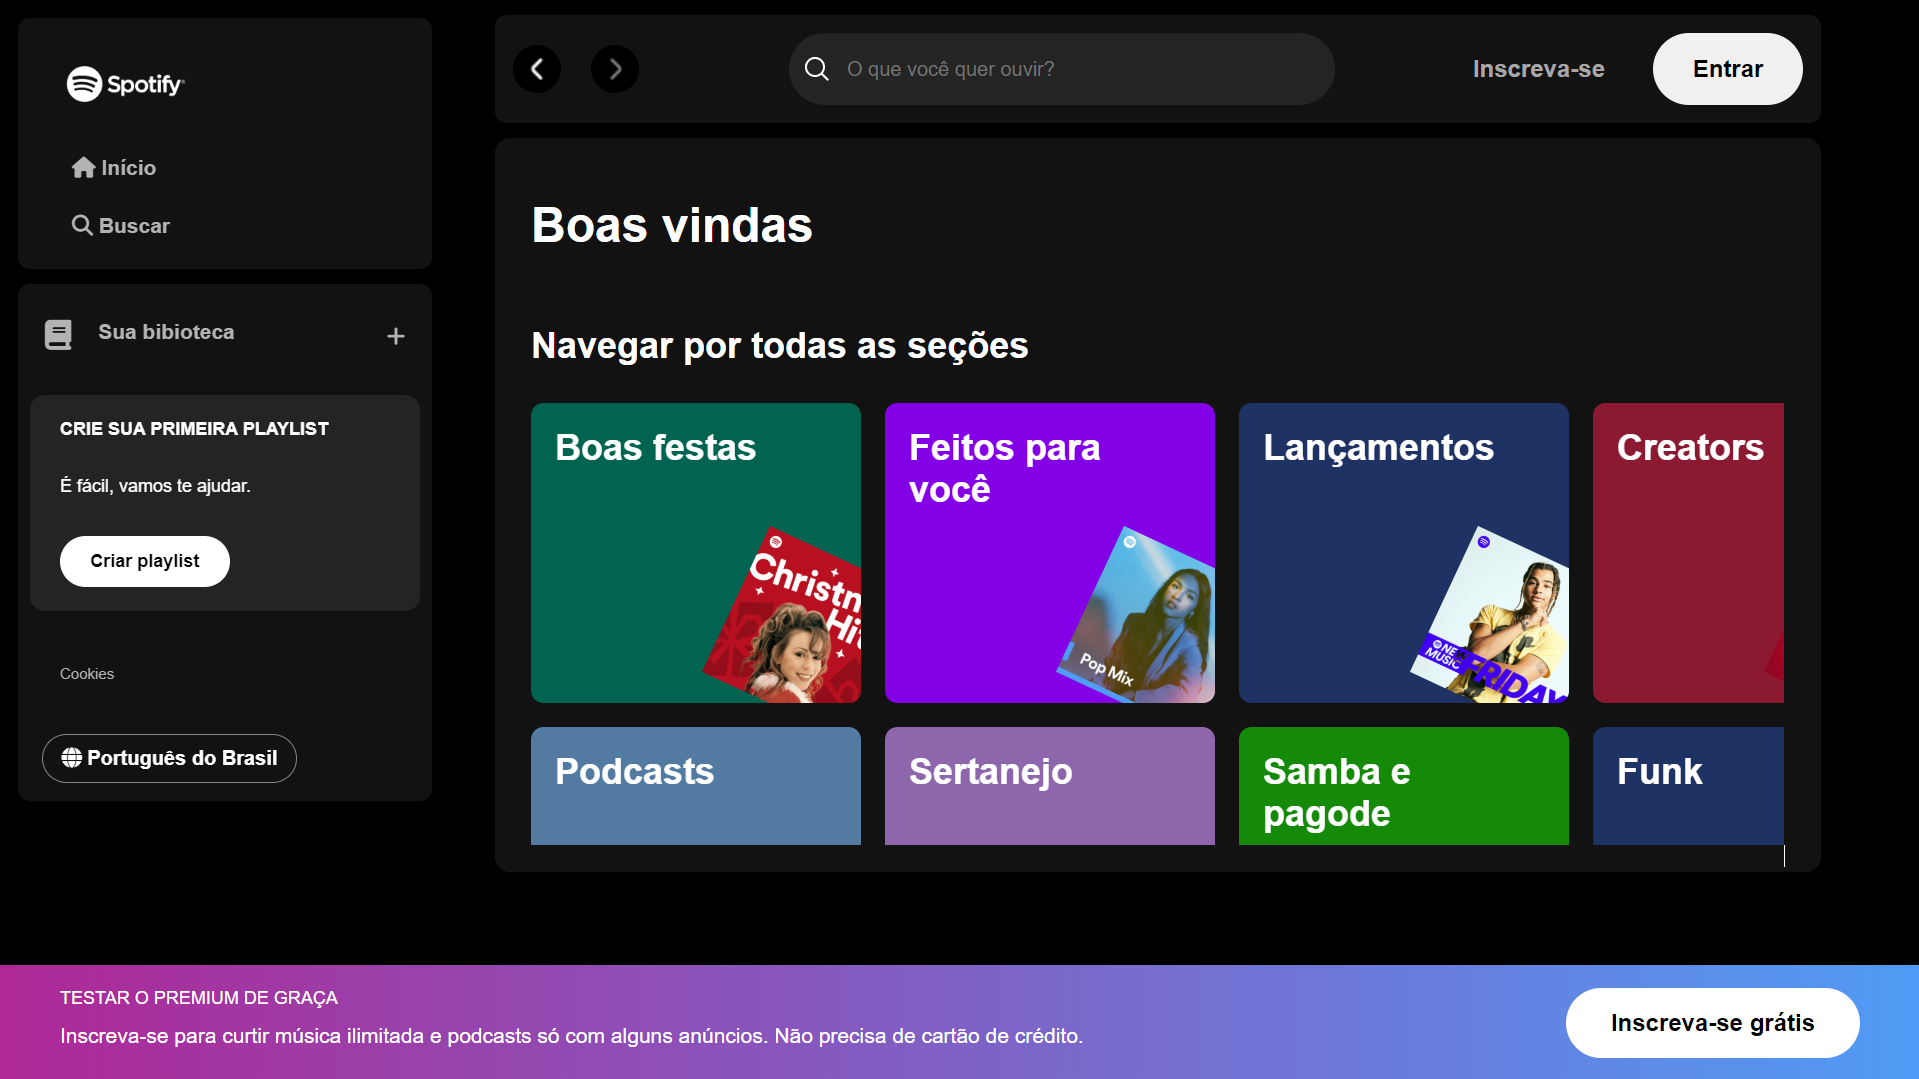 Spotify
Início
Buscar
Sua bibioteca
CRIE SUA PRIMEIRA PLAYLIST
É fácil, vamos te ajudar.
Criar playlist
Cookies
Português do Brasil
O que você quer ouvir?
Inscreva-se
Entrar
Boas vindas
Navegar por todas as seções
Boas festas
Christm
Hi
Feitos para
você
Pop Mix
Lançamentos
NEW
MUSIC
FRIDAY
Creators
Podcasts
Sertanejo
Samba e
pagode
Funk
TESTAR O PREMIUM DE GRAÇA
Inscreva-se para curtir música ilimitada e podcasts só com alguns anúncios. Não precisa de cartão de crédito.
Inscreva-se grátis